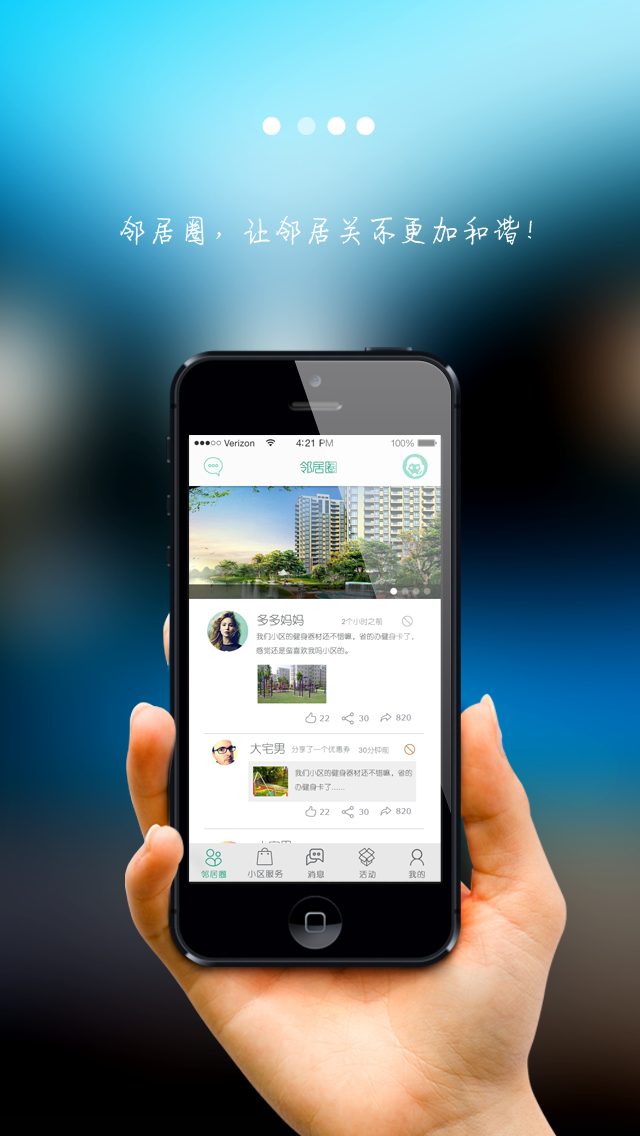 邻居圈，让邻居关不更加和谐！
Verizon 4:21 PM 100%
邻居圈
多多妈妈 2个小时之前
我们小区的健身器材还不错嘛，省的办健身卡了，
感觉还是蛮喜欢我吗小区的。
22 30 820
大宅男 分享了一个优惠券 30分钟前
我们小区的健身器材还不错嘛，省的
办健身卡了......
22 30 820
大宅男
邻居圈 小区服务 消息 活动 我的